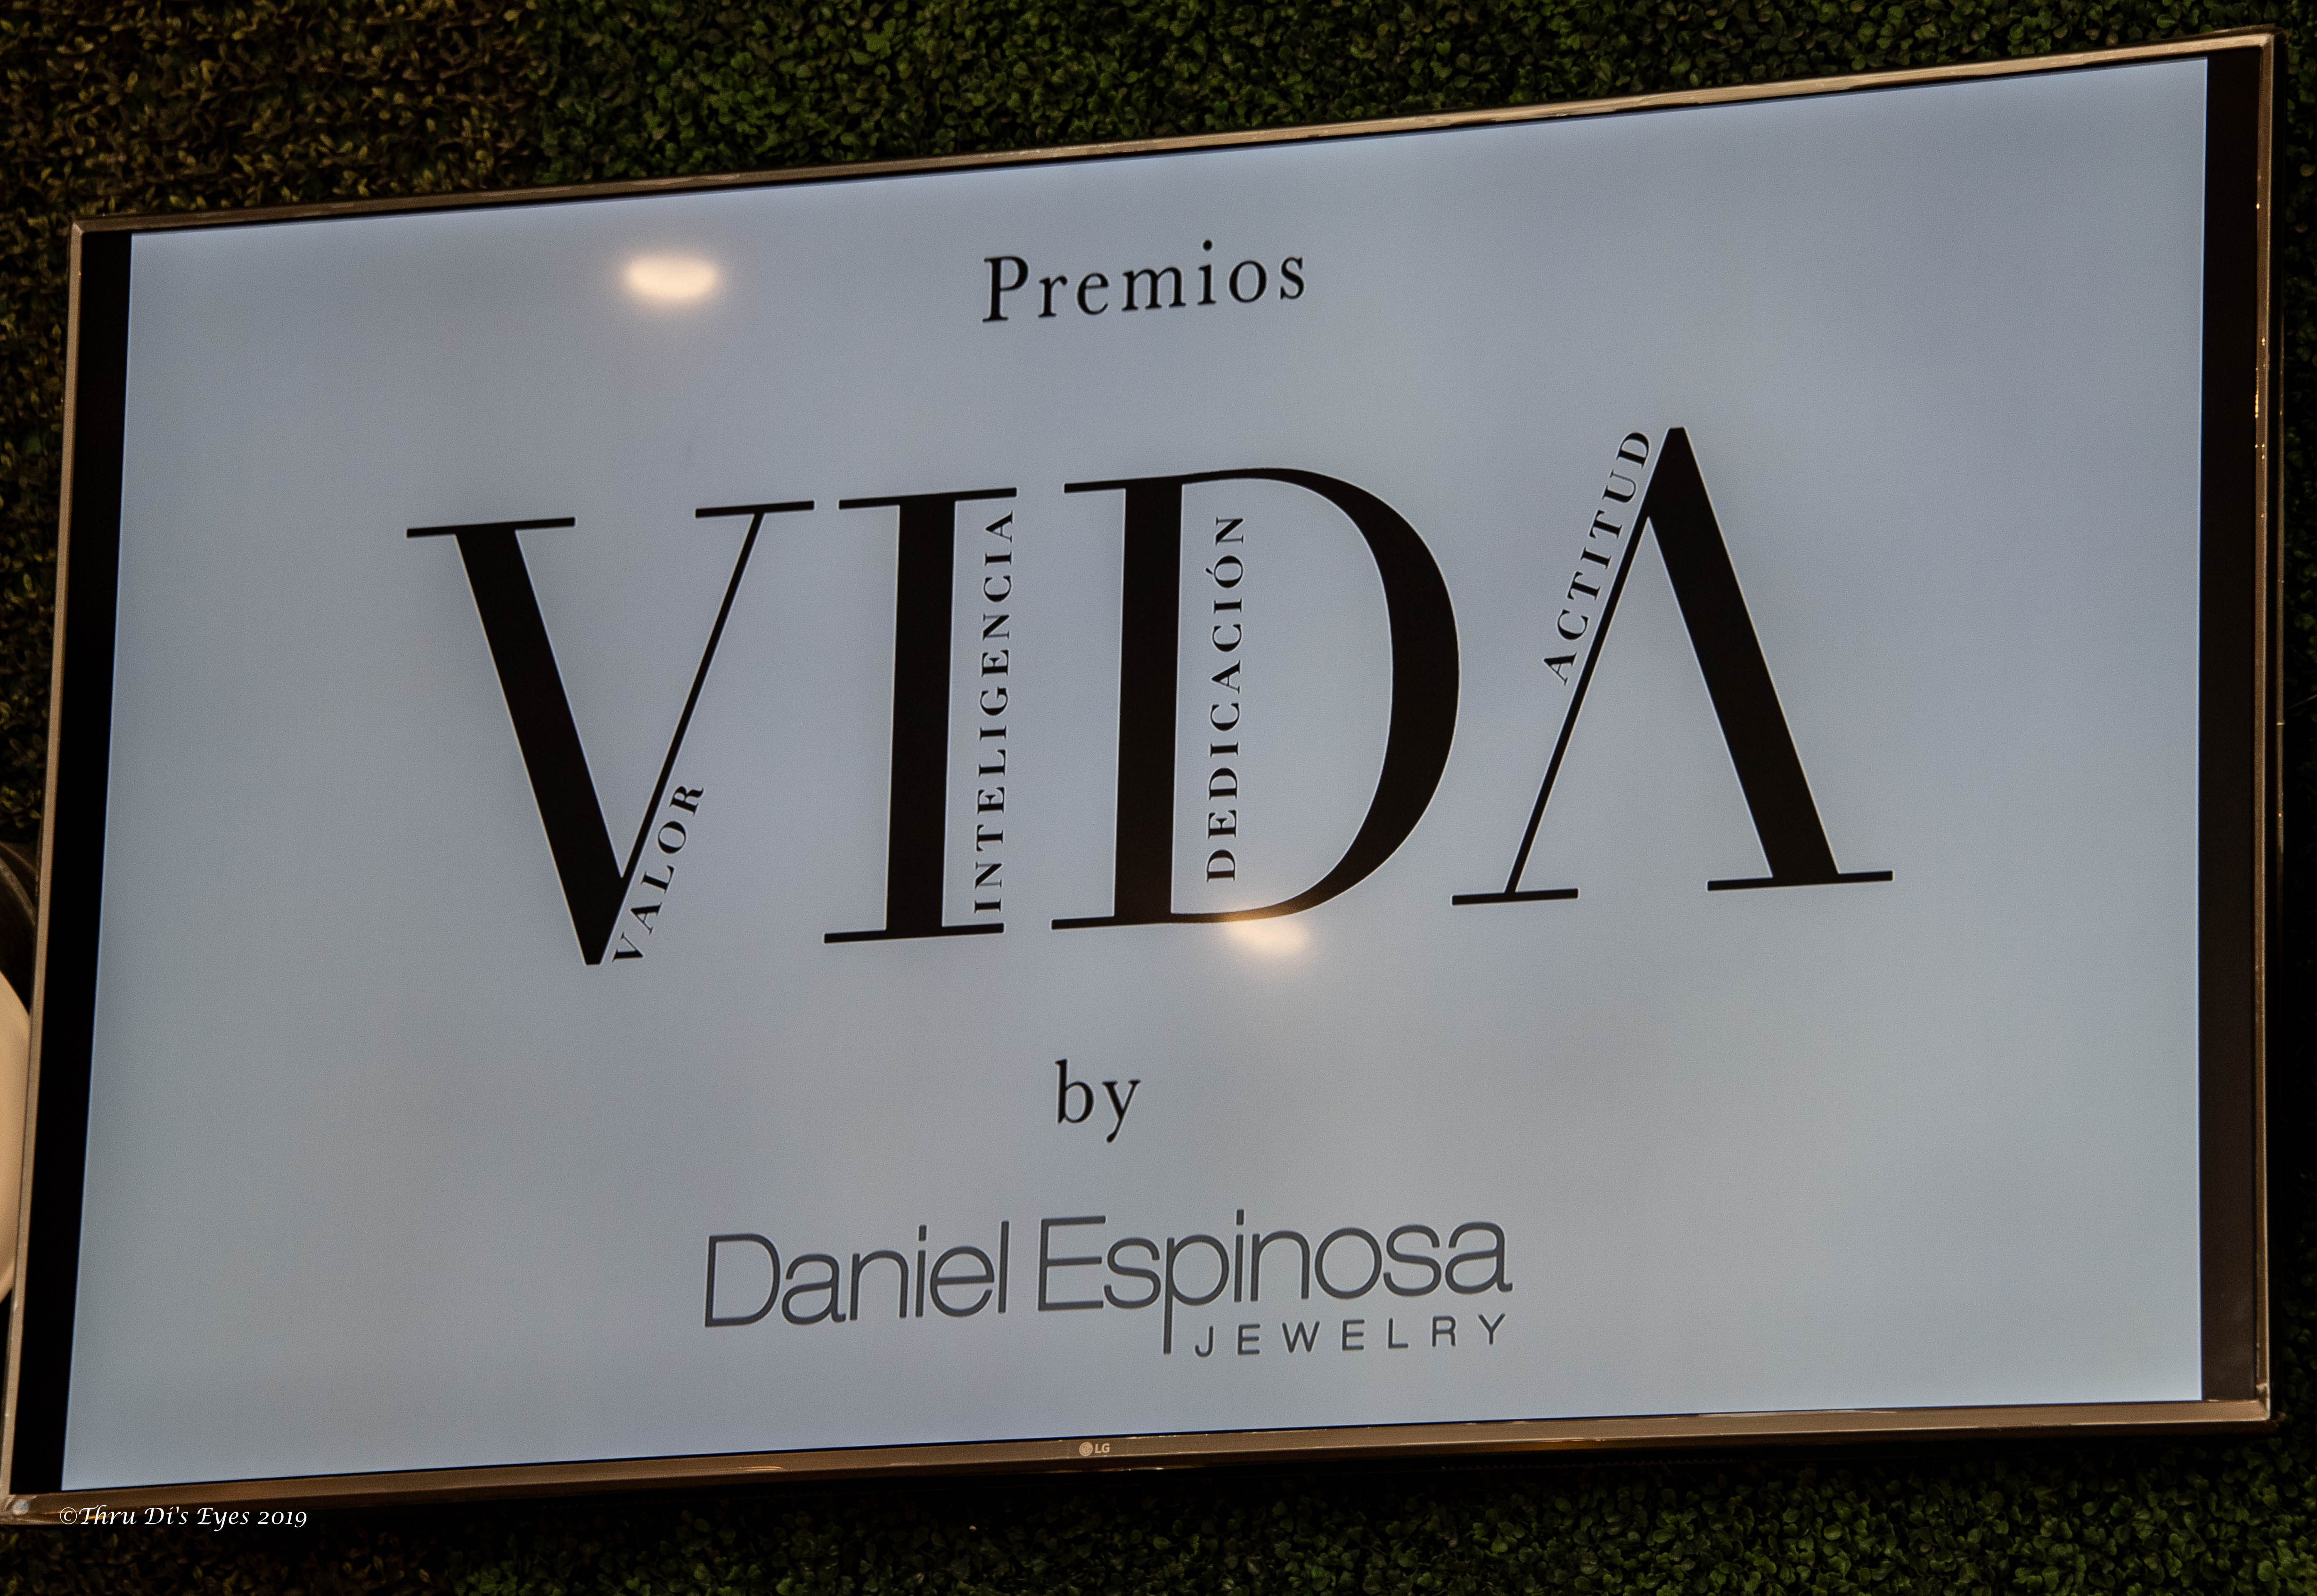 Premios
VIDA
VALOR
INTELIGENCIA
DEDICACIÓN
ACTITUD
by
Daniel Espinosa
JEWELRY
LG
©Thru Di's Eyes 2019